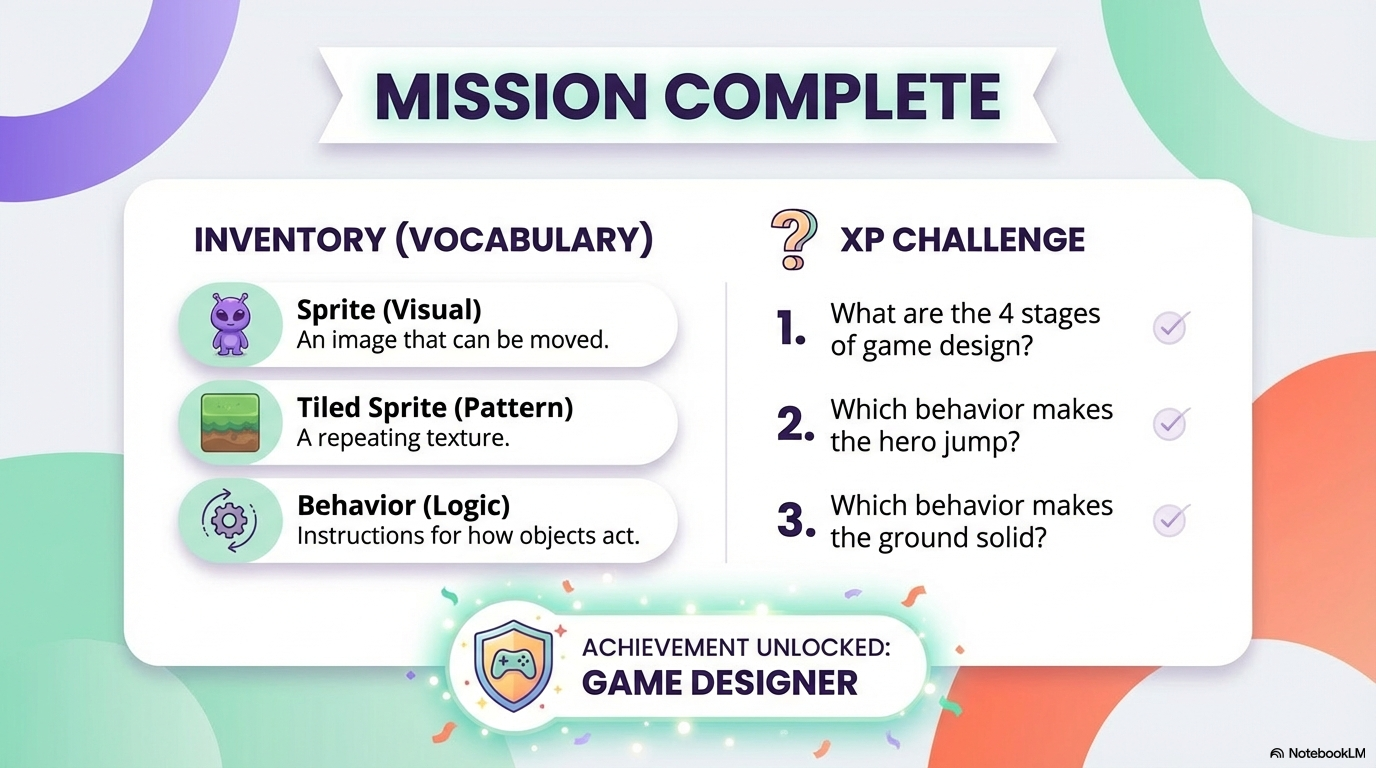 MISSION COMPLETE
INVENTORY (VOCABULARY)
Sprite (Visual)
An image that can be moved.
Tiled Sprite (Pattern)
A repeating texture.
Behavior (Logic)
Instructions for how objects act.
? XP CHALLENGE
1. What are the 4 stages
of game design?
2. Which behavior makes
the hero jump?
3. Which behavior makes
the ground solid?
ACHIEVEMENT UNLOCKED:
GAME DESIGNER
NotebookLM